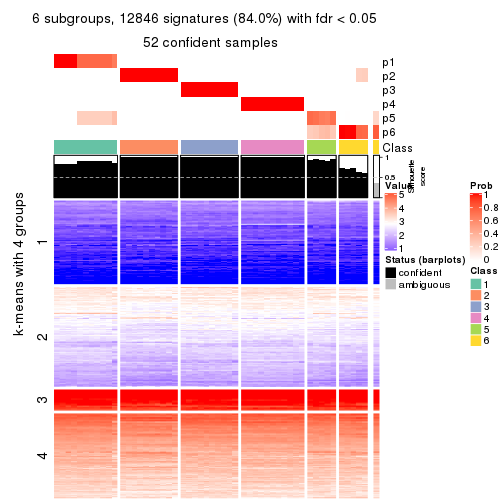 6 subgroups, 12846 signatures (84.0%) with fdr < 0.05
52 confident samples
p1
p2
p3
p4
p5
p6
Class
1
0.5
Silhouette
score
k-means with 4 groups
1
2
3
4
Value
5
4
3
2
1
Status (barplots)
confident
ambiguous
Prob
1
0.8
0.6
0.4
0.2
0
Class
1
2
3
4
5
6